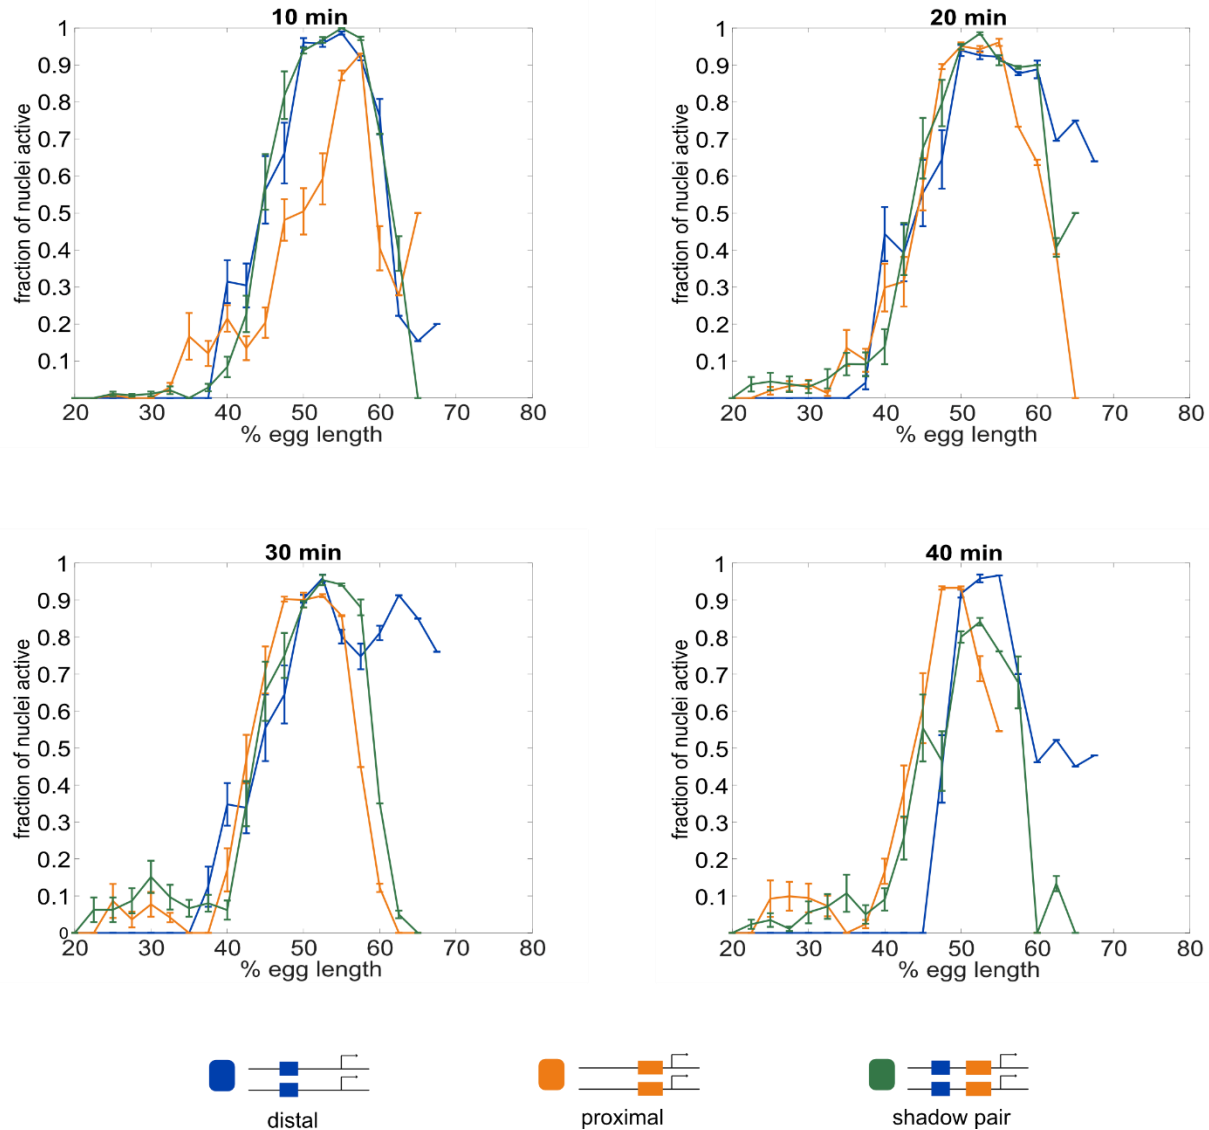 10 min
fraction of nuclei active
1
0.9
0.8
0.7
0.6
0.5
0.4
0.3
0.2
0.1
20 30 40 50 60 70 80
% egg length
20 min
fraction of nuclei active
1
0.9
0.8
0.7
0.6
0.5
0.4
0.3
0.2
0.1
20 30 40 50 60 70 80
% egg length
30 min
fraction of nuclei active
1
0.9
0.8
0.7
0.6
0.5
0.4
0.3
0.2
0.1
0
20 30 40 50 60 70 80
% egg length
40 min
fraction of nuclei active
1
0.9
0.8
0.7
0.6
0.5
0.4
0.3
0.2
0.1
0
20 30 40 50 60 70 80
% egg length
distal
proximal
shadow pair